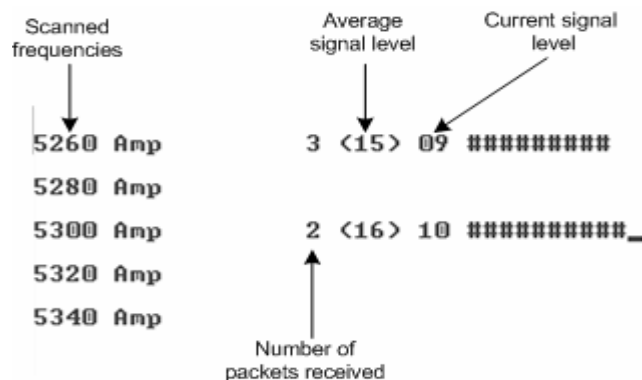 Scanned
frequencies
Average
signal level
Current signal
level
5260 Amp 3 (15) 09 #########
5280 Amp
5300 Amp 2 (16) 10 ##########_
5320 Amp
5340 Amp
Number of
packets received